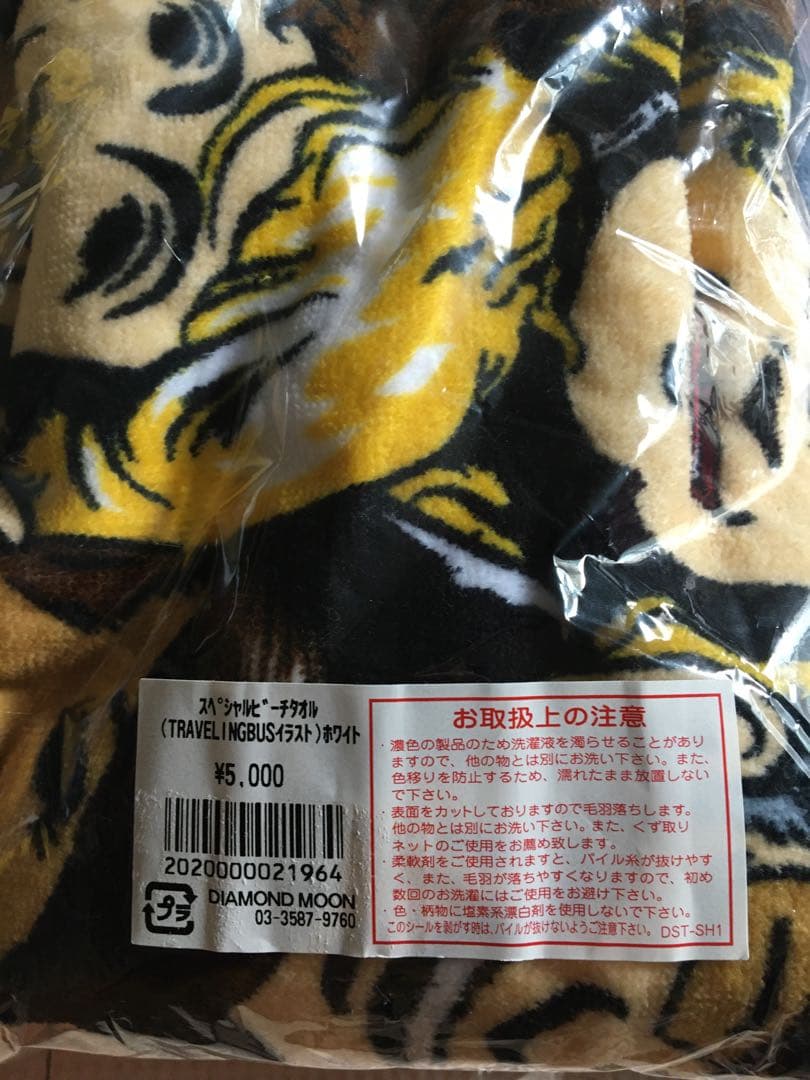 ｽﾍﾟｼｬﾙﾋﾞｰﾁﾀｵﾙ
(TRAVELINGBUSｲﾗｽﾄ)ﾎﾜｲﾄ
¥5,000
2020000021964
プラ
DIAMOND MOON
03-3587-9760
お取扱上の注意
・濃色の製品のため洗濯液を濁らせることがあり
ますので、他の物とは別にお洗い下さい。また、
色移りを防止するため、濡れたまま放置しない
で下さい。
・表面をカットしておりますので毛羽落ちします。
他の物とは別にお洗い下さい。また、くず取り
ネットのご使用をお薦め致します。
・柔軟剤をご使用されますと、パイル糸が抜けやす
く、また、毛羽が落ちやすくなりますので、初め
数回のお洗濯にはご使用をお避け下さい。
・色・柄物に塩素系漂白剤を使用しないで下さい。
このシールを剥がす時は、パイルが抜けないようご注意下さい。 DST-SH1